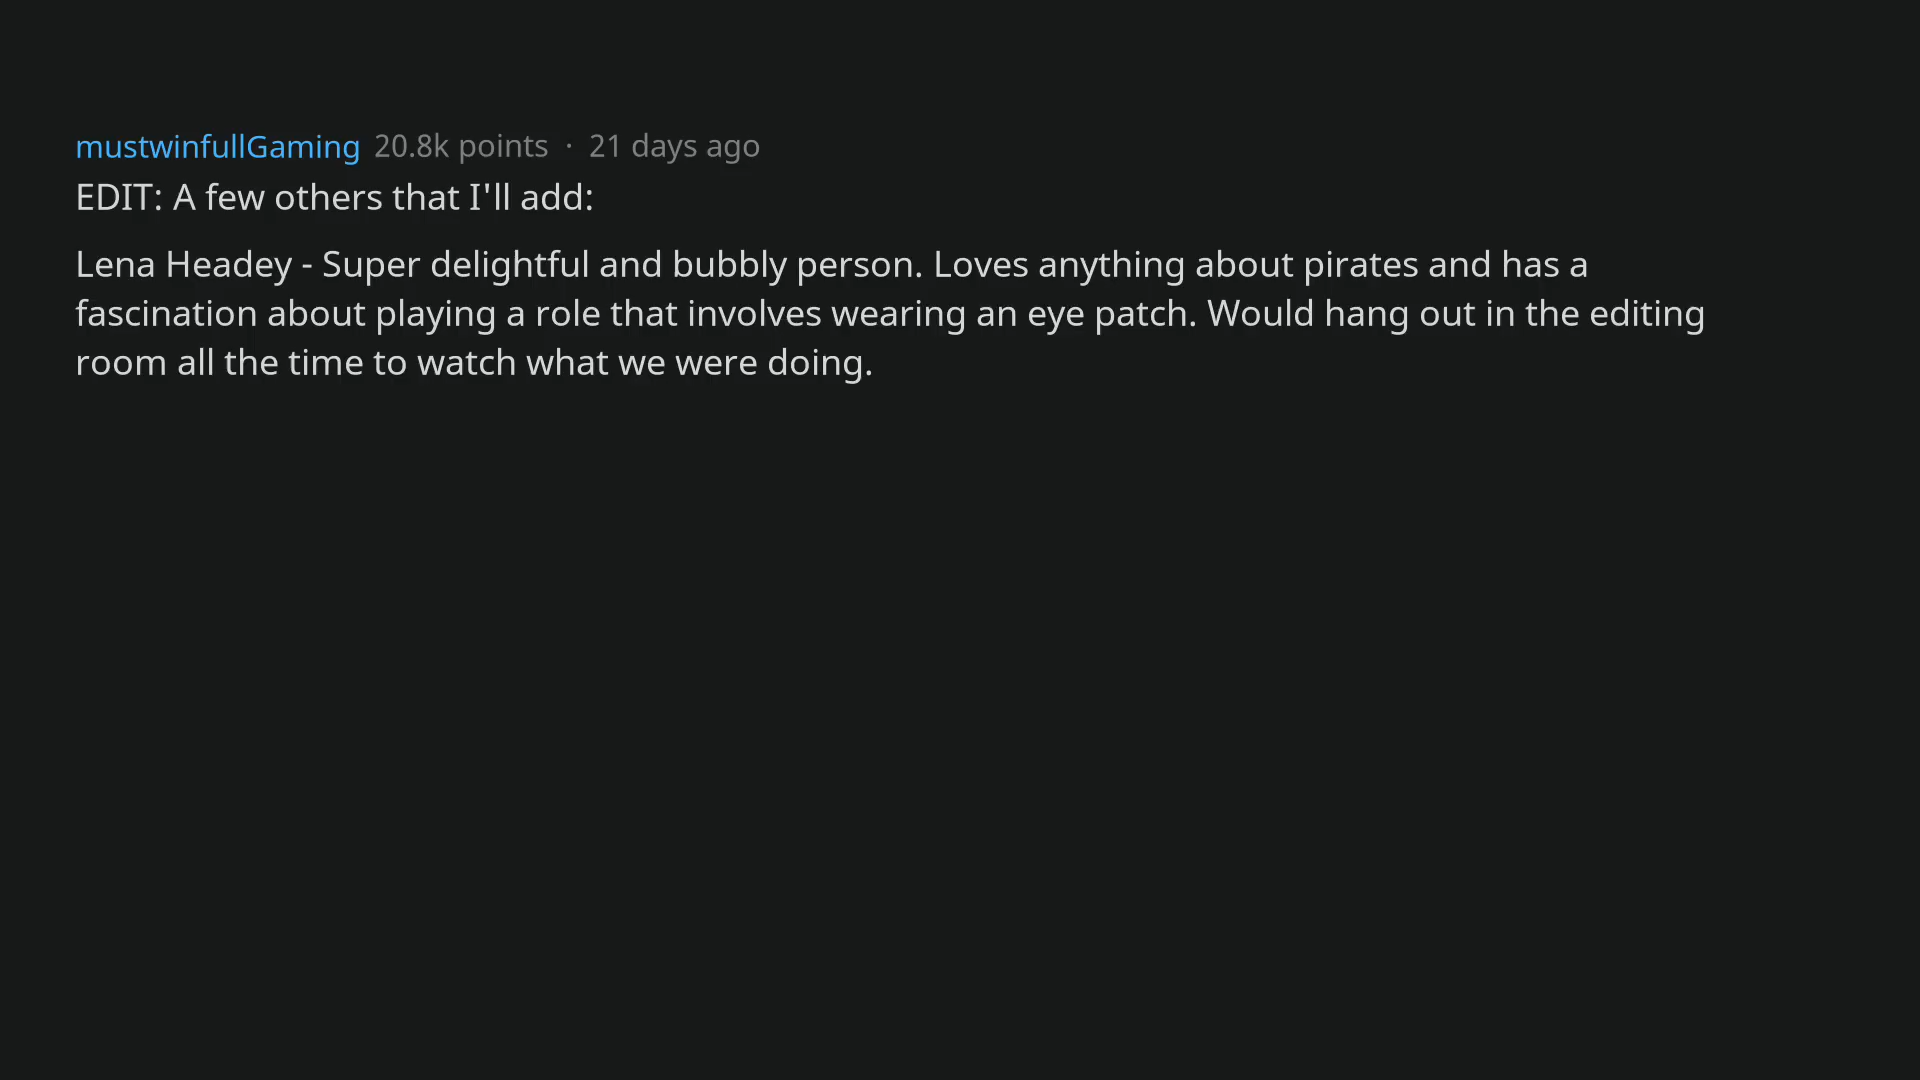 mustwinfullGaming 20.8k points · 21 days ago
EDIT: A few others that I'll add:
Lena Headey - Super delightful and bubbly person. Loves anything about pirates and has a
fascination about playing a role that involves wearing an eye patch. Would hang out in the editing
room all the time to watch what we were doing.